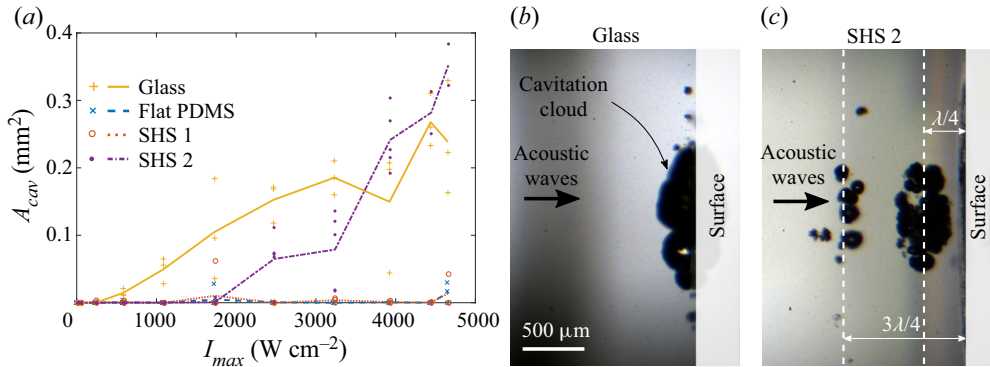 (a)
0.4
0.3
0.2
0.1
0
A_cav (mm²)
Glass
Flat PDMS
SHS 1
SHS 2
0 1000 2000 3000 4000 5000
I_max (W cm⁻²)
(b)
Glass
Cavitation
cloud
Acoustic
waves
Surface
500 μm
(c)
SHS 2
λ/4
Acoustic
waves
Surface
3λ/4